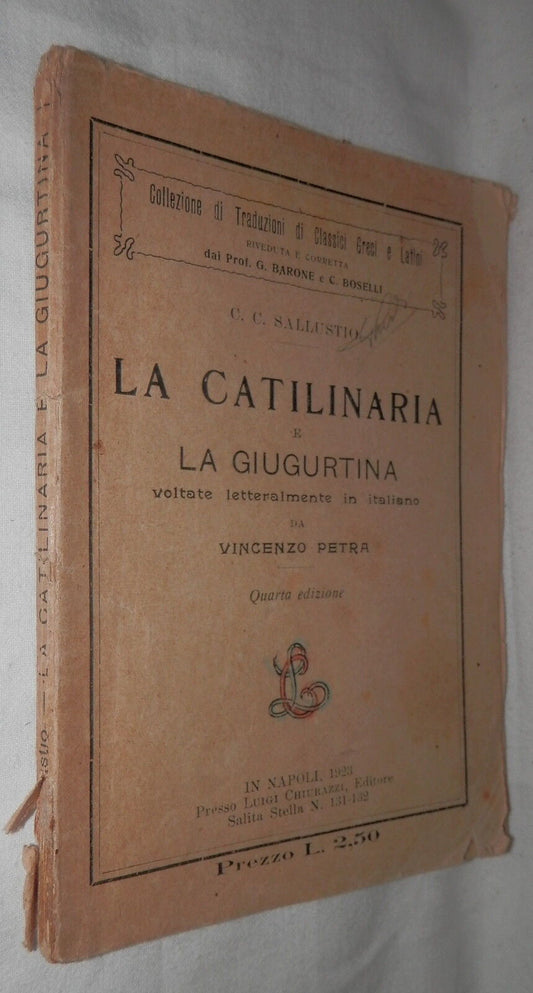 Collezione di Traduzioni di Classici Greci e Latini
RIVEDUTA E CORRETTA
dai Prof. G. BARONE e C. BOSELLI
C. C. SALLUSTIO
LA CATILINARIA
E
LA GIUGURTINA
voltate letteralmente in italiano
DA
VINCENZO PETRA
Quarta edizione
IN NAPOLI, 1923
Presso LUIGI CHIURAZZI, Editore
Salita Stella N. 131-132
Prezzo L. 2,50
LA CATILINARIA E LA GIUGURTINA